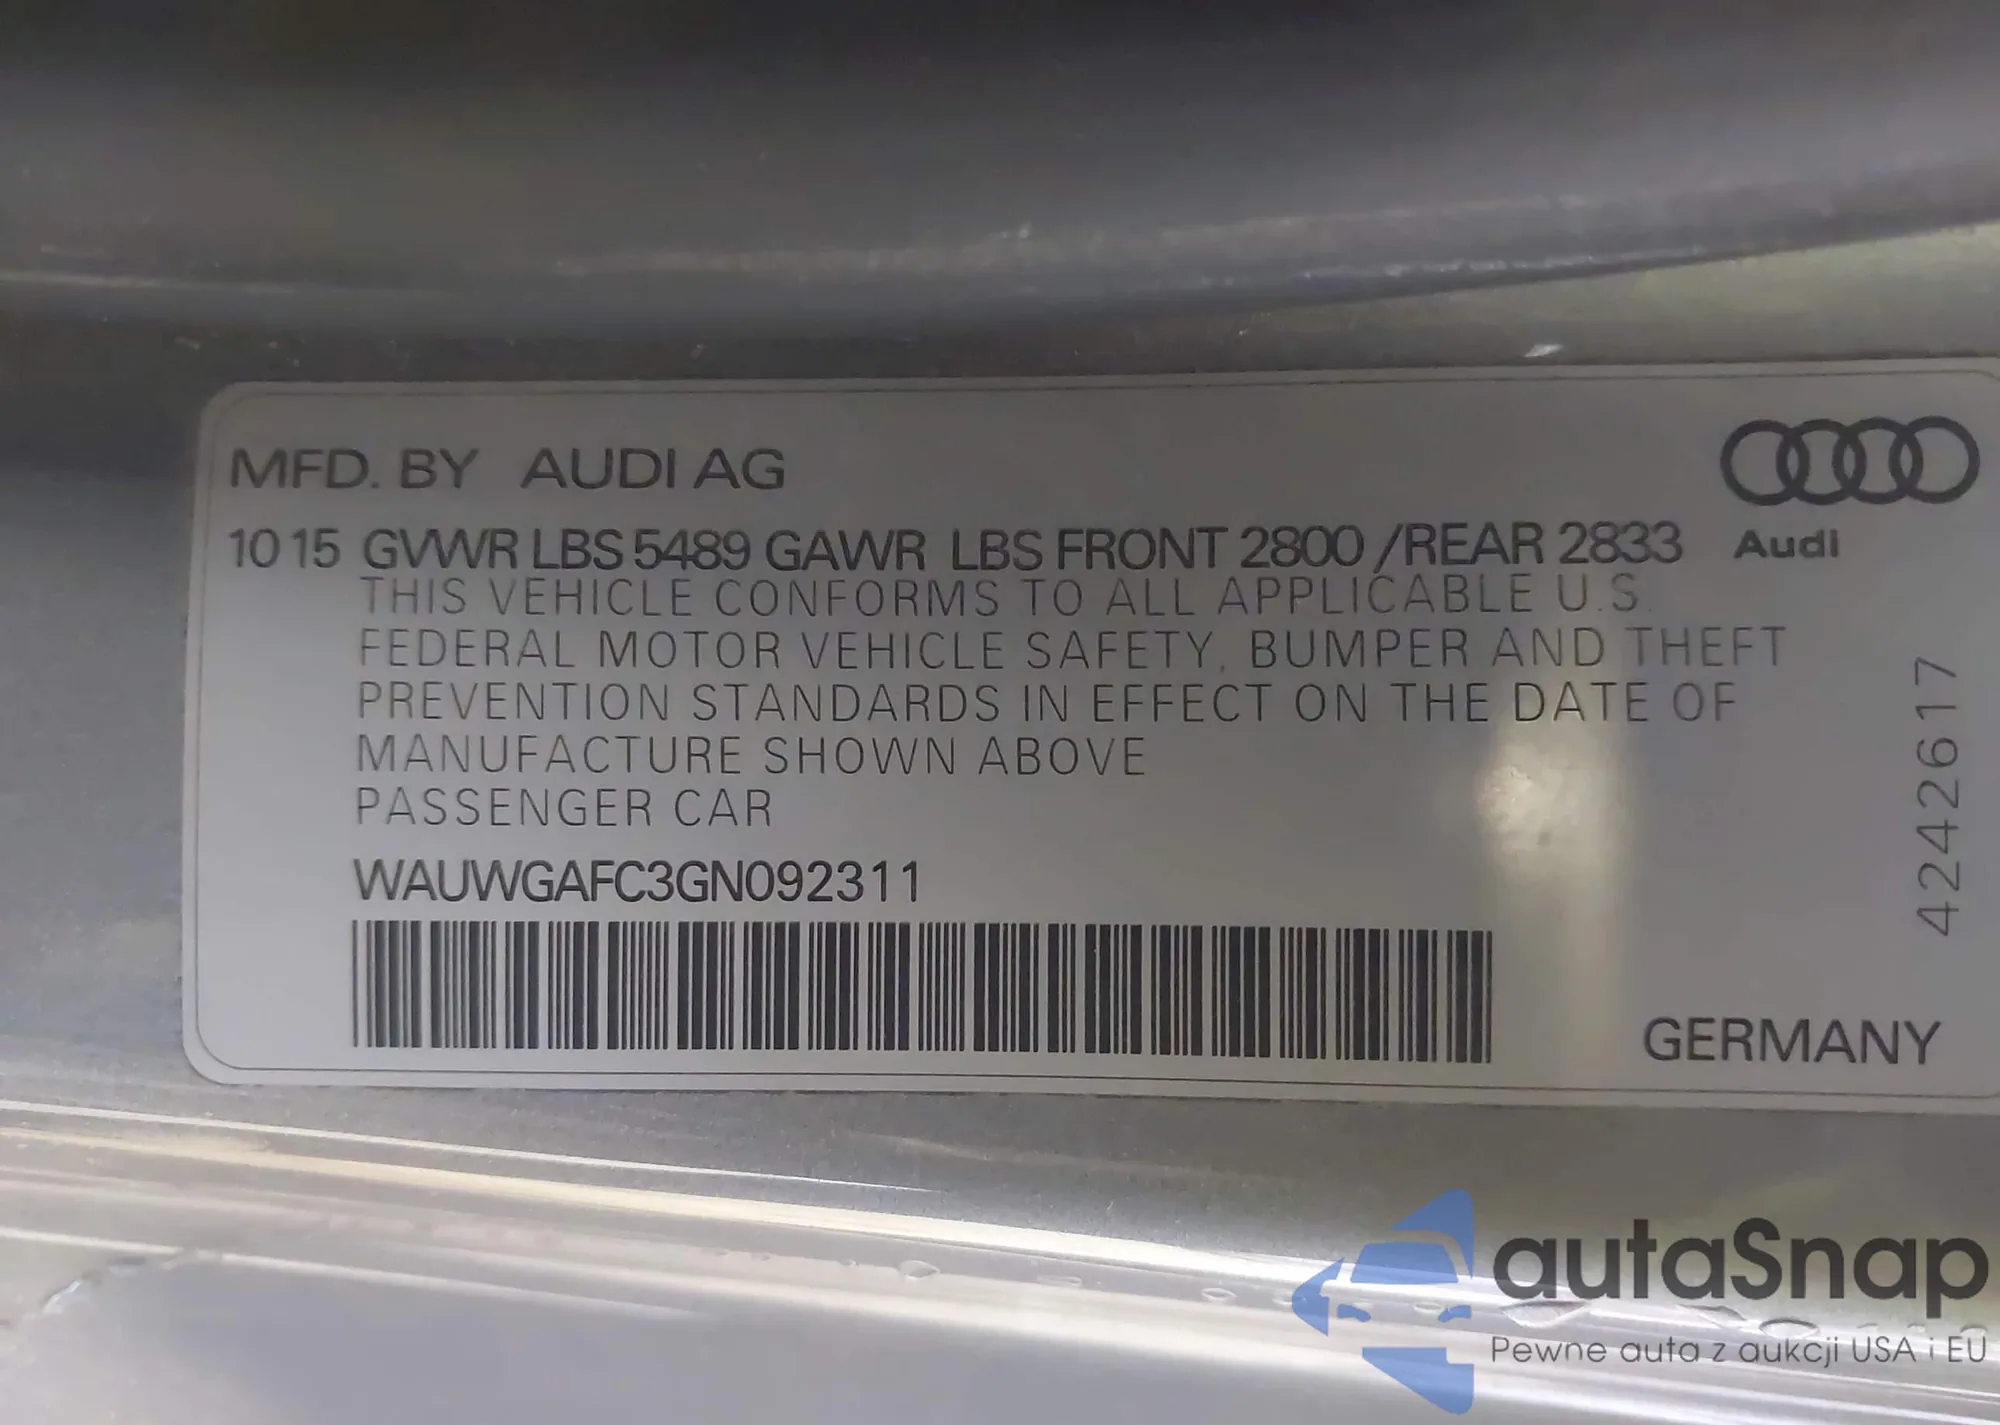 MFD. BY AUDI AG
10 15 GVWR LBS 5489 GAWR LBS FRONT 2800 /REAR 2833
Audi
THIS VEHICLE CONFORMS TO ALL APPLICABLE U.S.
FEDERAL MOTOR VEHICLE SAFETY, BUMPER AND THEFT
PREVENTION STANDARDS IN EFFECT ON THE DATE OF
MANUFACTURE SHOWN ABOVE
PASSENGER CAR
WAUWGAFC3GN092311
4242617
GERMANY
autaSnap
Pewne auta z aukcji USA i EU